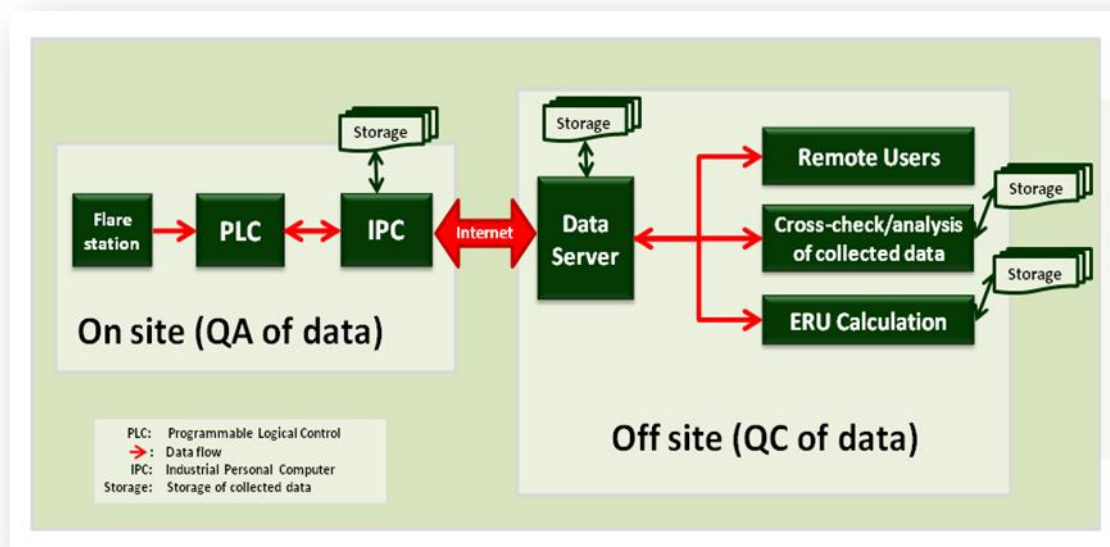 Storage
Flare
station
PLC
IPC
On site (QA of data)
Internet
Storage
Data
Server
Remote Users
Cross-check/analysis
of collected data
Storage
ERU Calculation
Storage
Off site (QC of data)
PLC: Programmable Logical Control
: Data flow
IPC: Industrial Personal Computer
Storage: Storage of collected data